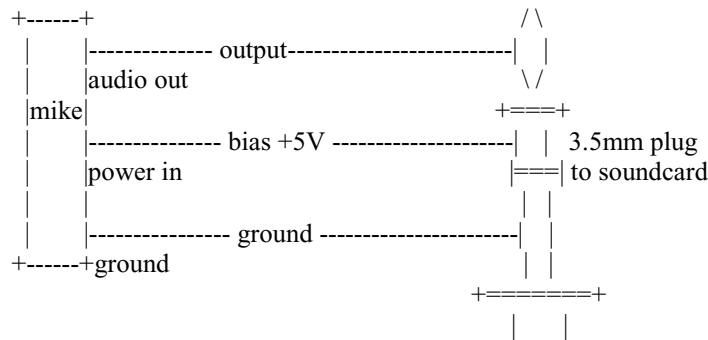 output
audio out
mike
bias +5V 3.5mm plug
power in to soundcard
ground
ground